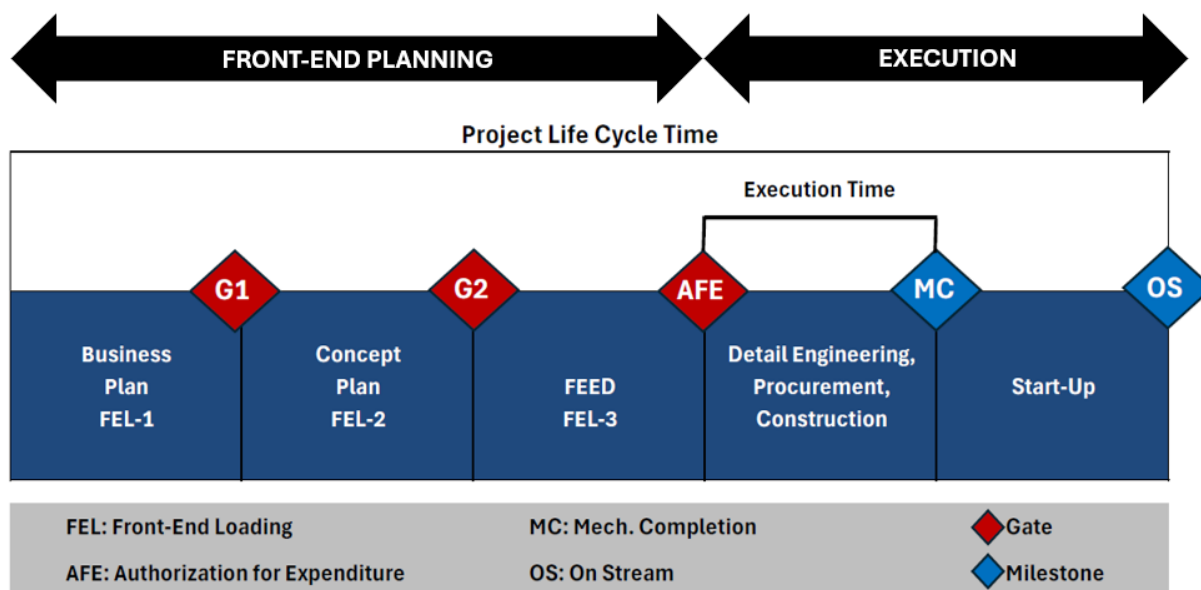 FRONT-END PLANNING
EXECUTION
Project Life Cycle Time
Execution Time
G1
G2
AFE
MC
OS
Business
Plan
FEL-1
Concept
Plan
FEL-2
FEED
FEL-3
Detail Engineering,
Procurement,
Construction
Start-Up
FEL: Front-End Loading
MC: Mech. Completion
Gate
AFE: Authorization for Expenditure
OS: On Stream
Milestone